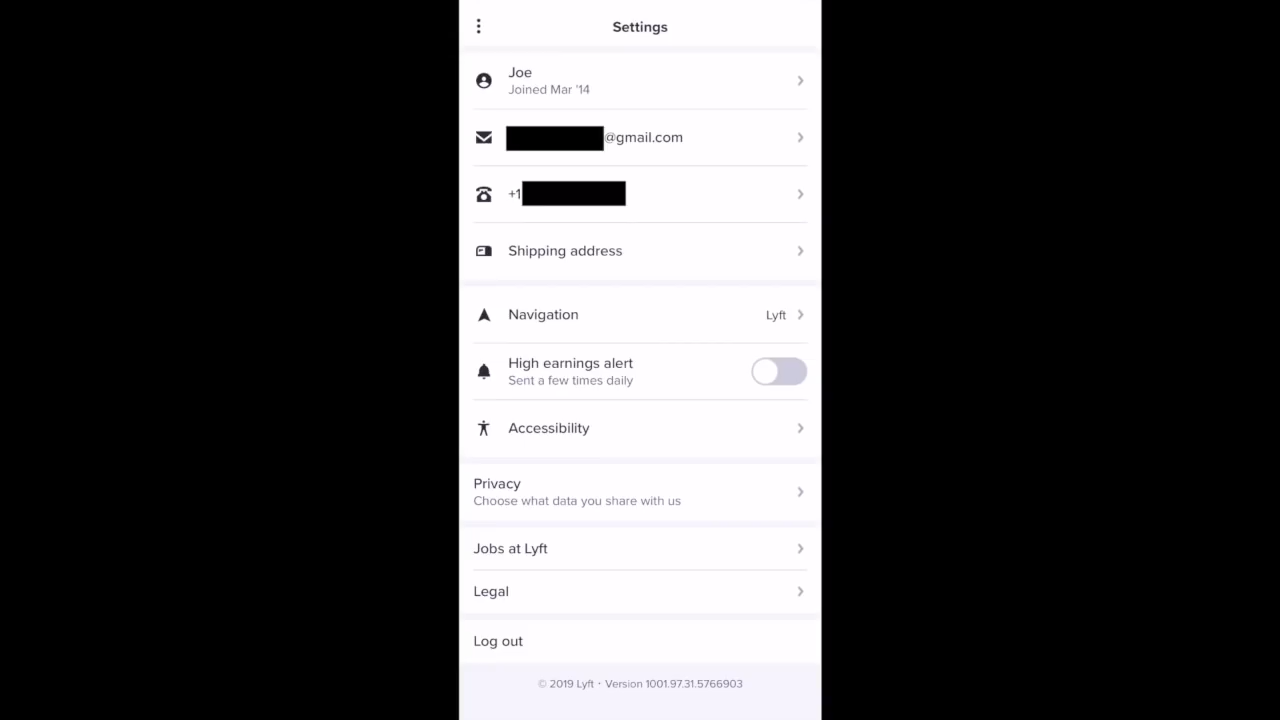 Settings
Joe
Joined Mar '14
@gmail.com
+1
Shipping address
Navigation
Lyft
High earnings alert
Sent a few times daily
Accessibility
Privacy
Choose what data you share with us
Jobs at Lyft
Legal
Log out
© 2019 Lyft · Version 1001.97.31.5766903